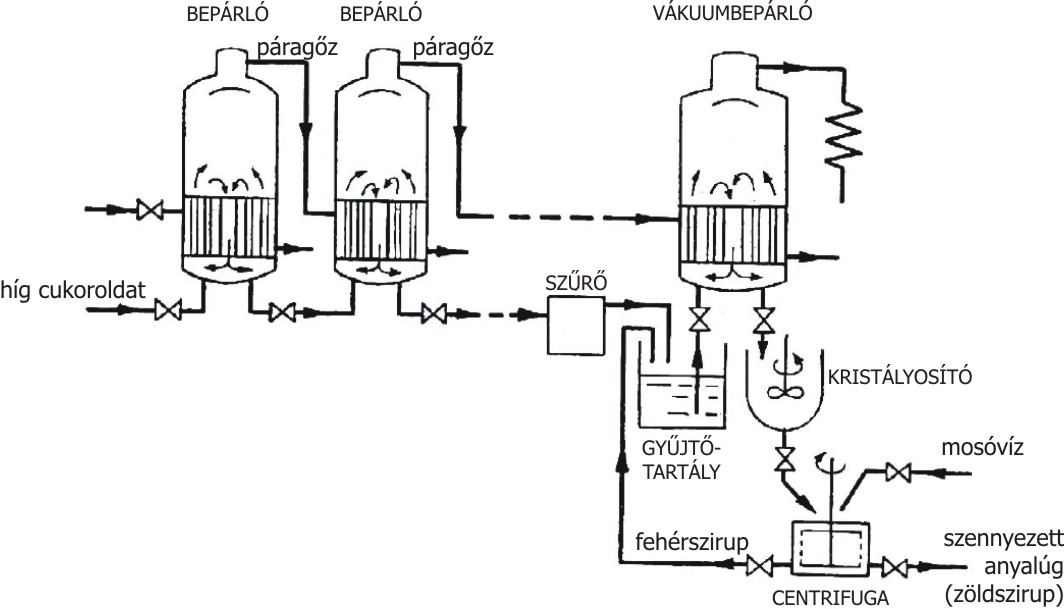 BEPÁRLÓ
BEPÁRLÓ
VÁKUUMBEPÁRLÓ
páragőz
páragőz
híg cukoroldat
SZŰRŐ
KRISTÁLYOSÍTÓ
GYŰJTŐ-
TARTÁLY
mosóvíz
fehérszirup
szennyezett
anyalúg
(zöldszirup)
CENTRIFUGA